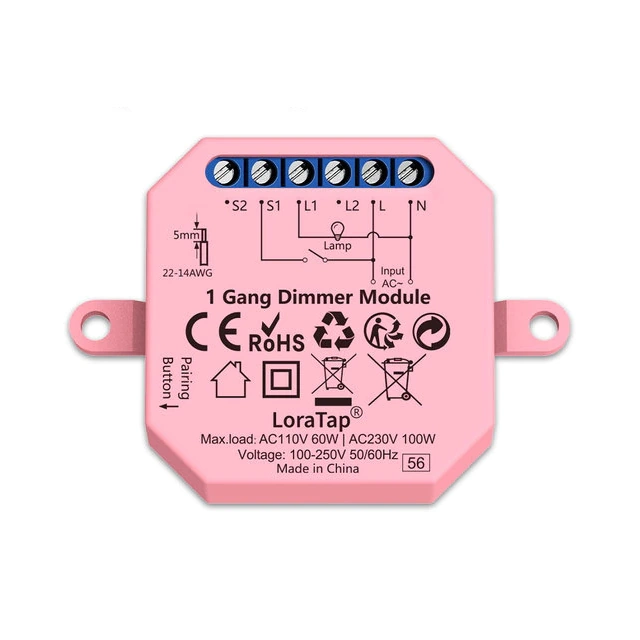 S2 S1 L1 L2 L N
5mm
Lamp
22-14AWG
Input
AC~
1 Gang Dimmer Module
CE RoHS
Pairing
Button
LoraTap®
Max.load: AC110V 60W | AC230V 100W
Voltage: 100-250V 50/60Hz
56
Made in China